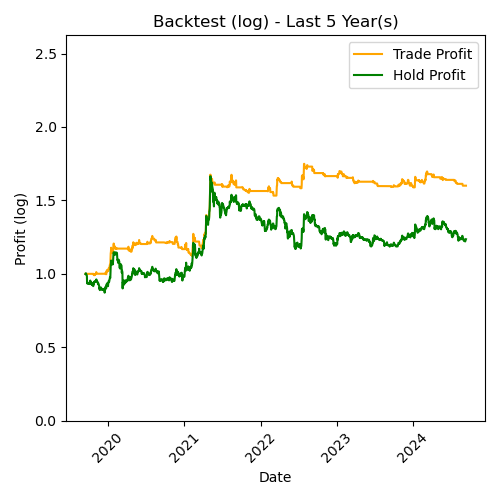 Backtest (log) - Last 5 Year(s)
Trade Profit
Hold Profit
2.5
2.0
1.5
1.0
0.5
0.0
Profit (log)
2020
2021
2022
2023
2024
Date